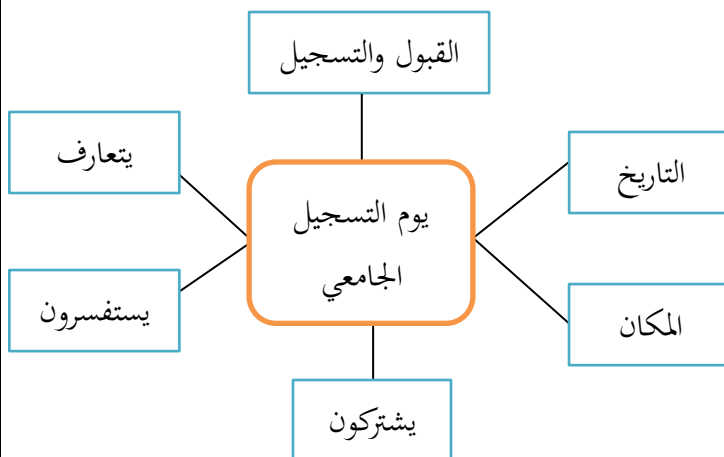 القبول والتسجيل
يتعارف
التاريخ
يوم التسجيل
الجامعي
يستفسرون
المكان
يشتركون